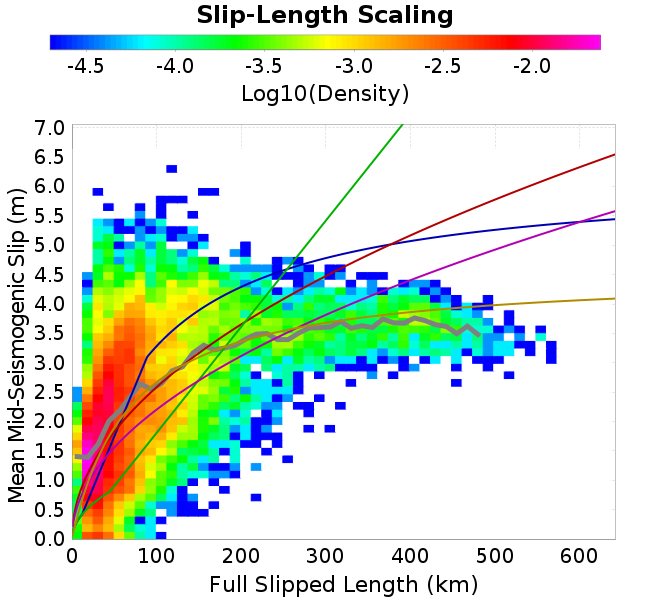 Slip-Length Scaling
-4.5 -4.0 -3.5 -3.0 -2.5 -2.0
Log10(Density)
7.0
6.5
6.0
5.5
5.0
4.5
4.0
3.5
3.0
2.5
2.0
1.5
1.0
0.5
0.0
Mean Mid-Seismogenic Slip (m)
0 100 200 300 400 500 600
Full Slipped Length (km)